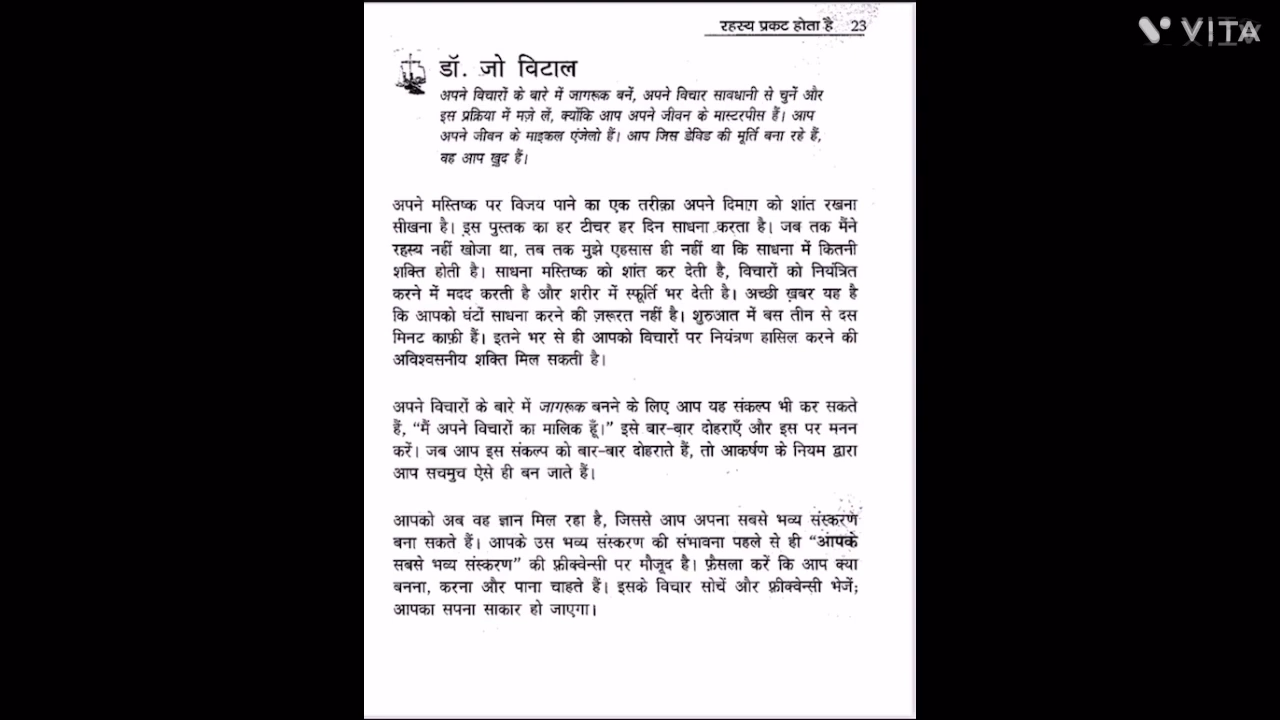 रहस्य प्रकट होता है 23
VITA
डॉ. जो विटाल
अपने विचारों के बारे में जागरूक बनें, अपने विचार सावधानी से चुनें और
इस प्रक्रिया में मज़े लें, क्योंकि आप अपने जीवन के मास्टरपीस हैं। आप
अपने जीवन के माइकल एंजेलो हैं। आप जिस डेविड की मूर्ति बना रहे हैं,
वह आप खुद हैं।
अपने मस्तिष्क पर विजय पाने का एक तरीक़ा अपने दिमाग़ को शांत रखना
सीखना है। इस पुस्तक का हर टीचर हर दिन साधना करता है। जब तक मैंने
रहस्य नहीं खोजा था, तब तक मुझे एहसास ही नहीं था कि साधना में कितनी
शक्ति होती है। साधना मस्तिष्क को शांत कर देती है, विचारों को नियंत्रित
करने में मदद करती है और शरीर में स्फूर्ति भर देती है। अच्छी ख़बर यह है
कि आपको घंटों साधना करने की ज़रूरत नहीं है। शुरुआत में बस तीन से दस
मिनट काफ़ी हैं। इतने भर से ही आपको विचारों पर नियंत्रण हासिल करने की
अविश्वसनीय शक्ति मिल सकती है।
अपने विचारों के बारे में जागरूक बनने के लिए आप यह संकल्प भी कर सकते
हैं, “मैं अपने विचारों का मालिक हूँ।” इसे बार-बार दोहराएँ और इस पर मनन
करें। जब आप इस संकल्प को बार-बार दोहराते हैं, तो आकर्षण के नियम द्वारा
आप सचमुच ऐसे ही बन जाते हैं।
आपको अब वह ज्ञान मिल रहा है, जिससे आप अपना सबसे भव्य संस्करण
बना सकते हैं। आपके उस भव्य संस्करण की संभावना पहले से ही “आपके
सबसे भव्य संस्करण” की फ़्रीक्वेन्सी पर मौजूद है। फ़ैसला करें कि आप क्या
बनना, करना और पाना चाहते हैं। इसके विचार सोचें और फ़्रीक्वेन्सी भेजें;
आपका सपना साकार हो जाएगा।